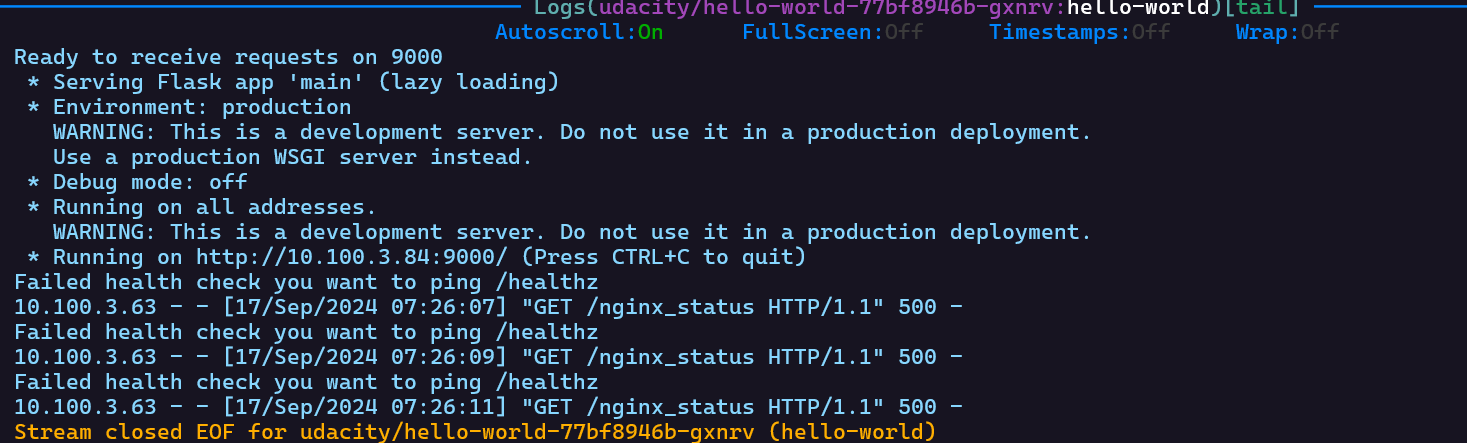 Logs(udacity/hello-world-77bf8946b-gxnrv:hello-world)[tail]
Autoscroll:On FullScreen:Off Timestamps:Off Wrap:Off
Ready to receive requests on 9000
* Serving Flask app 'main' (lazy loading)
* Environment: production
WARNING: This is a development server. Do not use it in a production deployment.
Use a production WSGI server instead.
* Debug mode: off
* Running on all addresses.
WARNING: This is a development server. Do not use it in a production deployment.
* Running on http://10.100.3.84:9000/ (Press CTRL+C to quit)
Failed health check you want to ping /healthz
10.100.3.63 - - [17/Sep/2024 07:26:07] "GET /nginx_status HTTP/1.1" 500 -
Failed health check you want to ping /healthz
10.100.3.63 - - [17/Sep/2024 07:26:09] "GET /nginx_status HTTP/1.1" 500 -
Failed health check you want to ping /healthz
10.100.3.63 - - [17/Sep/2024 07:26:11] "GET /nginx_status HTTP/1.1" 500 -
Stream closed EOF for udacity/hello-world-77bf8946b-gxnrv (hello-world)